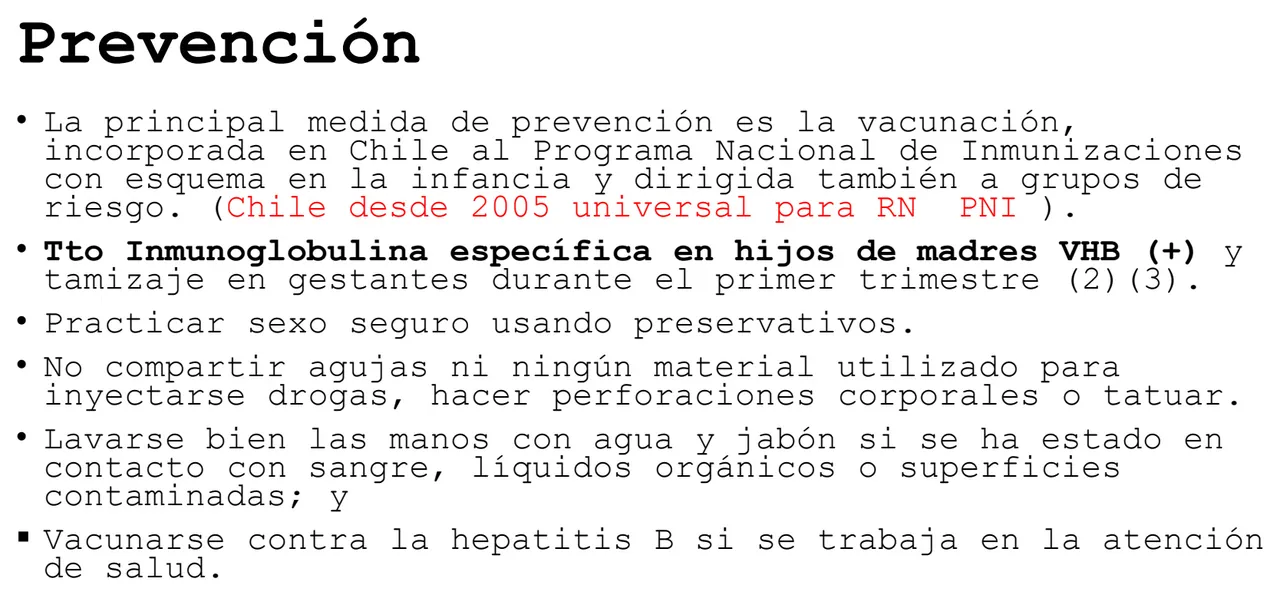 Prevención
• La principal medida de prevención es la vacunación,
incorporada en Chile al Programa Nacional de Inmunizaciones
con esquema en la infancia y dirigida también a grupos de
riesgo. (Chile desde 2005 universal para RN  PNI ).
• Tto Inmunoglobulina específica en hijos de madres VHB (+) y
tamizaje en gestantes durante el primer trimestre (2)(3).
• Practicar sexo seguro usando preservativos.
• No compartir agujas ni ningún material utilizado para
inyectarse drogas, hacer perforaciones corporales o tatuar.
• Lavarse bien las manos con agua y jabón si se ha estado en
contacto con sangre, líquidos orgánicos o superficies
contaminadas; y
▪ Vacunarse contra la hepatitis B si se trabaja en la atención
de salud.